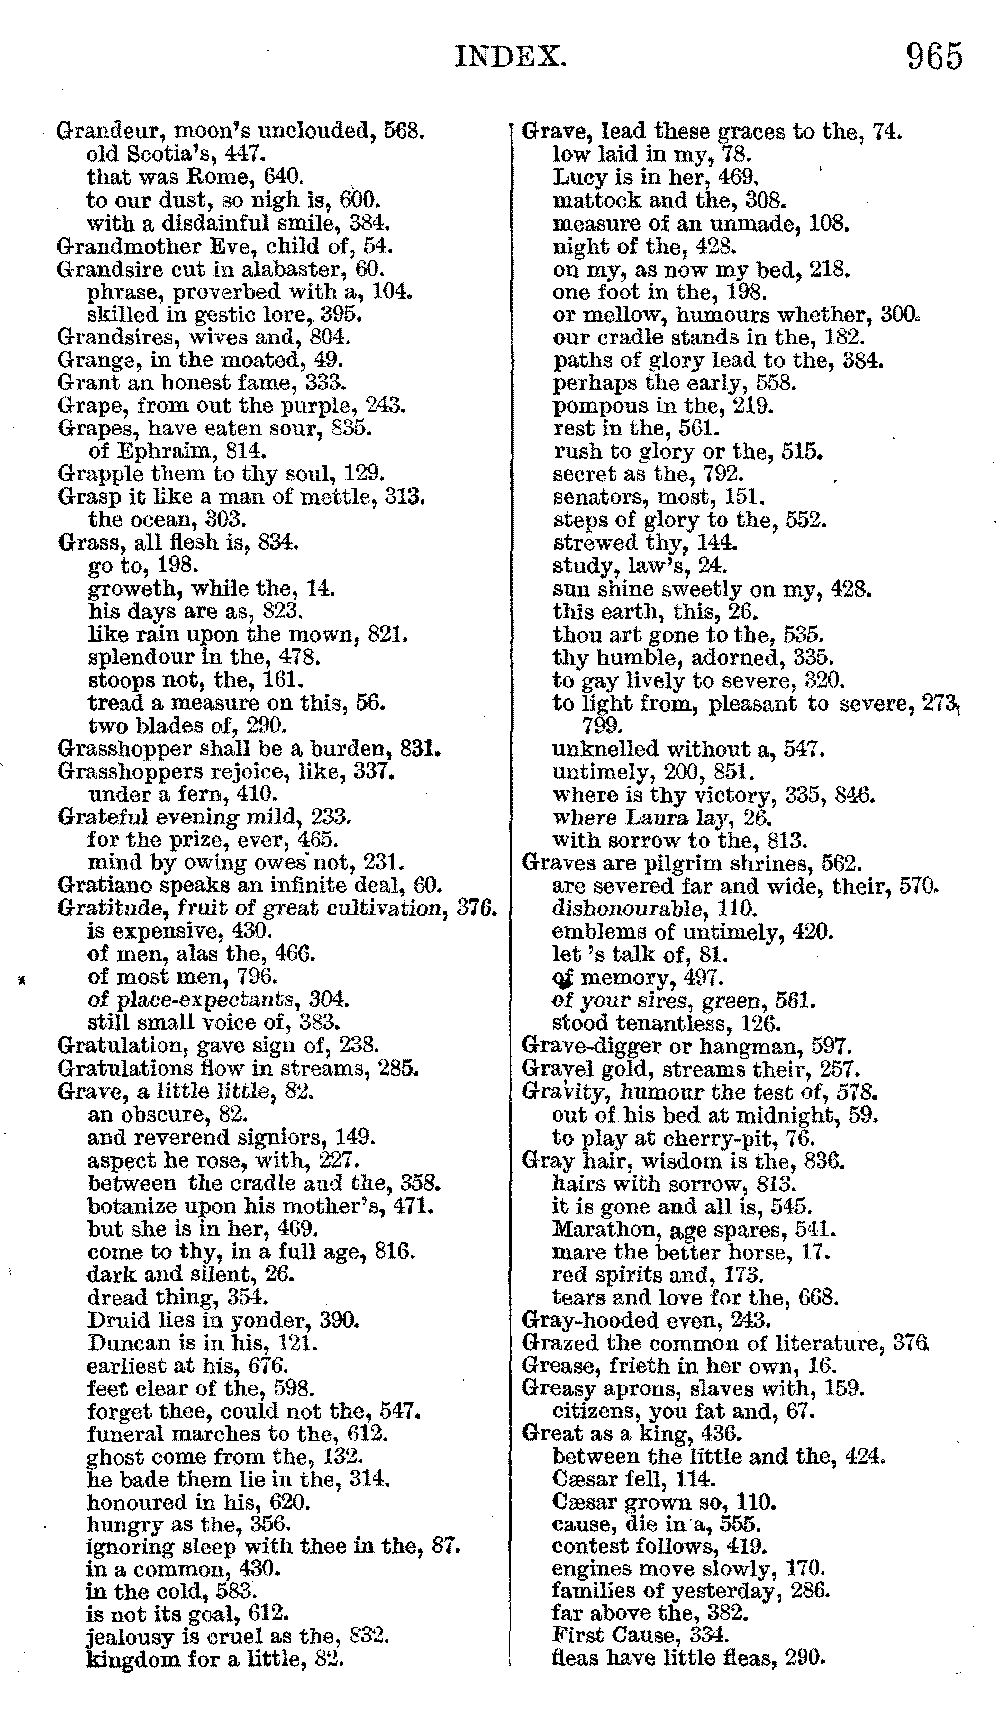 INDEX.
965
Grandeur, moon's unclouded, 568.
old Scotia's, 447.
that was Rome, 640.
to our dust, so nigh is, 600.
with a disdainful smile, 384.
Grandmother Eve, child of, 54.
Grandsire cut in alabaster, 60.
phrase, proverbed with a, 104.
skilled in gestic lore, 395.
Grandsires, wives and, 804.
Grange, in the moated, 49.
Grant an honest fame, 333.
Grape, from out the purple, 243.
Grapes, have eaten sour, 835.
of Ephraim, 814.
Grapple them to thy soul, 129.
Grasp it like a man of mettle, 313.
the ocean, 303.
Grass, all flesh is, 834.
go to, 198.
groweth, while the, 14.
his days are as, 823.
like rain upon the mown, 821.
splendour in the, 478.
stoops not, the, 161.
tread a measure on this, 56.
two blades of, 290.
Grasshopper shall be a burden, 831.
Grasshoppers rejoice, like, 337.
under a fern, 410.
Grateful evening mild, 233.
for the prize, ever, 465.
mind by owing owes not, 231.
Gratiano speaks an infinite deal, 60.
Gratitude, fruit of great cultivation, 376.
is expensive, 430.
of men, alas the, 466.
of most men, 796.
of place-expectants, 304.
still small voice of, 383.
Gratulation, gave sign of, 238.
Gratulations flow in streams, 285.
Grave, a little little, 82.
an obscure, 82.
and reverend signiors, 149.
aspect he rose, with, 227.
between the cradle and the, 358.
botanize upon his mother's, 471.
but she is in her, 469.
come to thy, in a full age, 816.
dark and silent, 26.
dread thing, 354.
Druid lies in yonder, 390.
Duncan is in his, 121.
earliest at his, 676.
feet clear of the, 598.
forget thee, could not the, 547.
funeral marches to the, 612.
ghost come from the, 132.
he bade them lie in the, 314.
honoured in his, 620.
hungry as the, 356.
ignoring sleep with thee in the, 87.
in a common, 430.
in the cold, 583.
is not its goal, 612.
jealousy is cruel as the, 832.
kingdom for a little, 82.
Grave, lead these graces to the, 74.
low laid in my, 78.
Lucy is in her, 469.
mattock and the, 308.
measure of an unmade, 108.
night of the, 428.
on my, as now my bed, 218.
one foot in the, 198.
or mellow, humours whether, 300.
our cradle stands in the, 182.
paths of glory lead to the, 384.
perhaps the early, 558.
pompous in the, 219.
rest in the, 561.
rush to glory or the, 515.
secret as the, 792.
senators, most, 151.
steps of glory to the, 552.
strewed thy, 144.
study, law's, 24.
sun shine sweetly on my, 428.
this earth, this, 26.
thou art gone to the, 535.
thy humble, adorned, 335.
to gay lively to severe, 320.
to light from, pleasant to severe, 273,
799.
unknelled without a, 547.
untimely, 200, 851.
where is thy victory, 335, 846.
where Laura lay, 26.
with sorrow to the, 813.
Graves are pilgrim shrines, 562.
are severed far and wide, their, 570.
dishonourable, 110.
emblems of untimely, 420.
let 's talk of, 81.
of memory, 497.
of your sires, green, 561.
stood tenantless, 126.
Grave-digger or hangman, 597.
Gravel gold, streams their, 257.
Gravity, humour the test of, 578.
out of his bed at midnight, 59.
to play at cherry-pit, 76.
Gray hair, wisdom is the, 836.
hairs with sorrow, 813.
it is gone and all is, 545.
Marathon, age spares, 541.
mare the better horse, 17.
red spirits and, 173.
tears and love for the, 668.
Gray-hooded even, 243.
Grazed the common of literature, 376
Grease, frieth in her own, 16.
Greasy aprons, slaves with, 159.
citizens, you fat and, 67.
Great as a king, 436.
between the little and the, 424.
Cæsar fell, 114.
Cæsar grown so, 110.
cause, die in a, 555.
contest follows, 419.
engines move slowly, 170.
families of yesterday, 286.
far above the, 382.
First Cause, 334.
fleas have little fleas, 290.